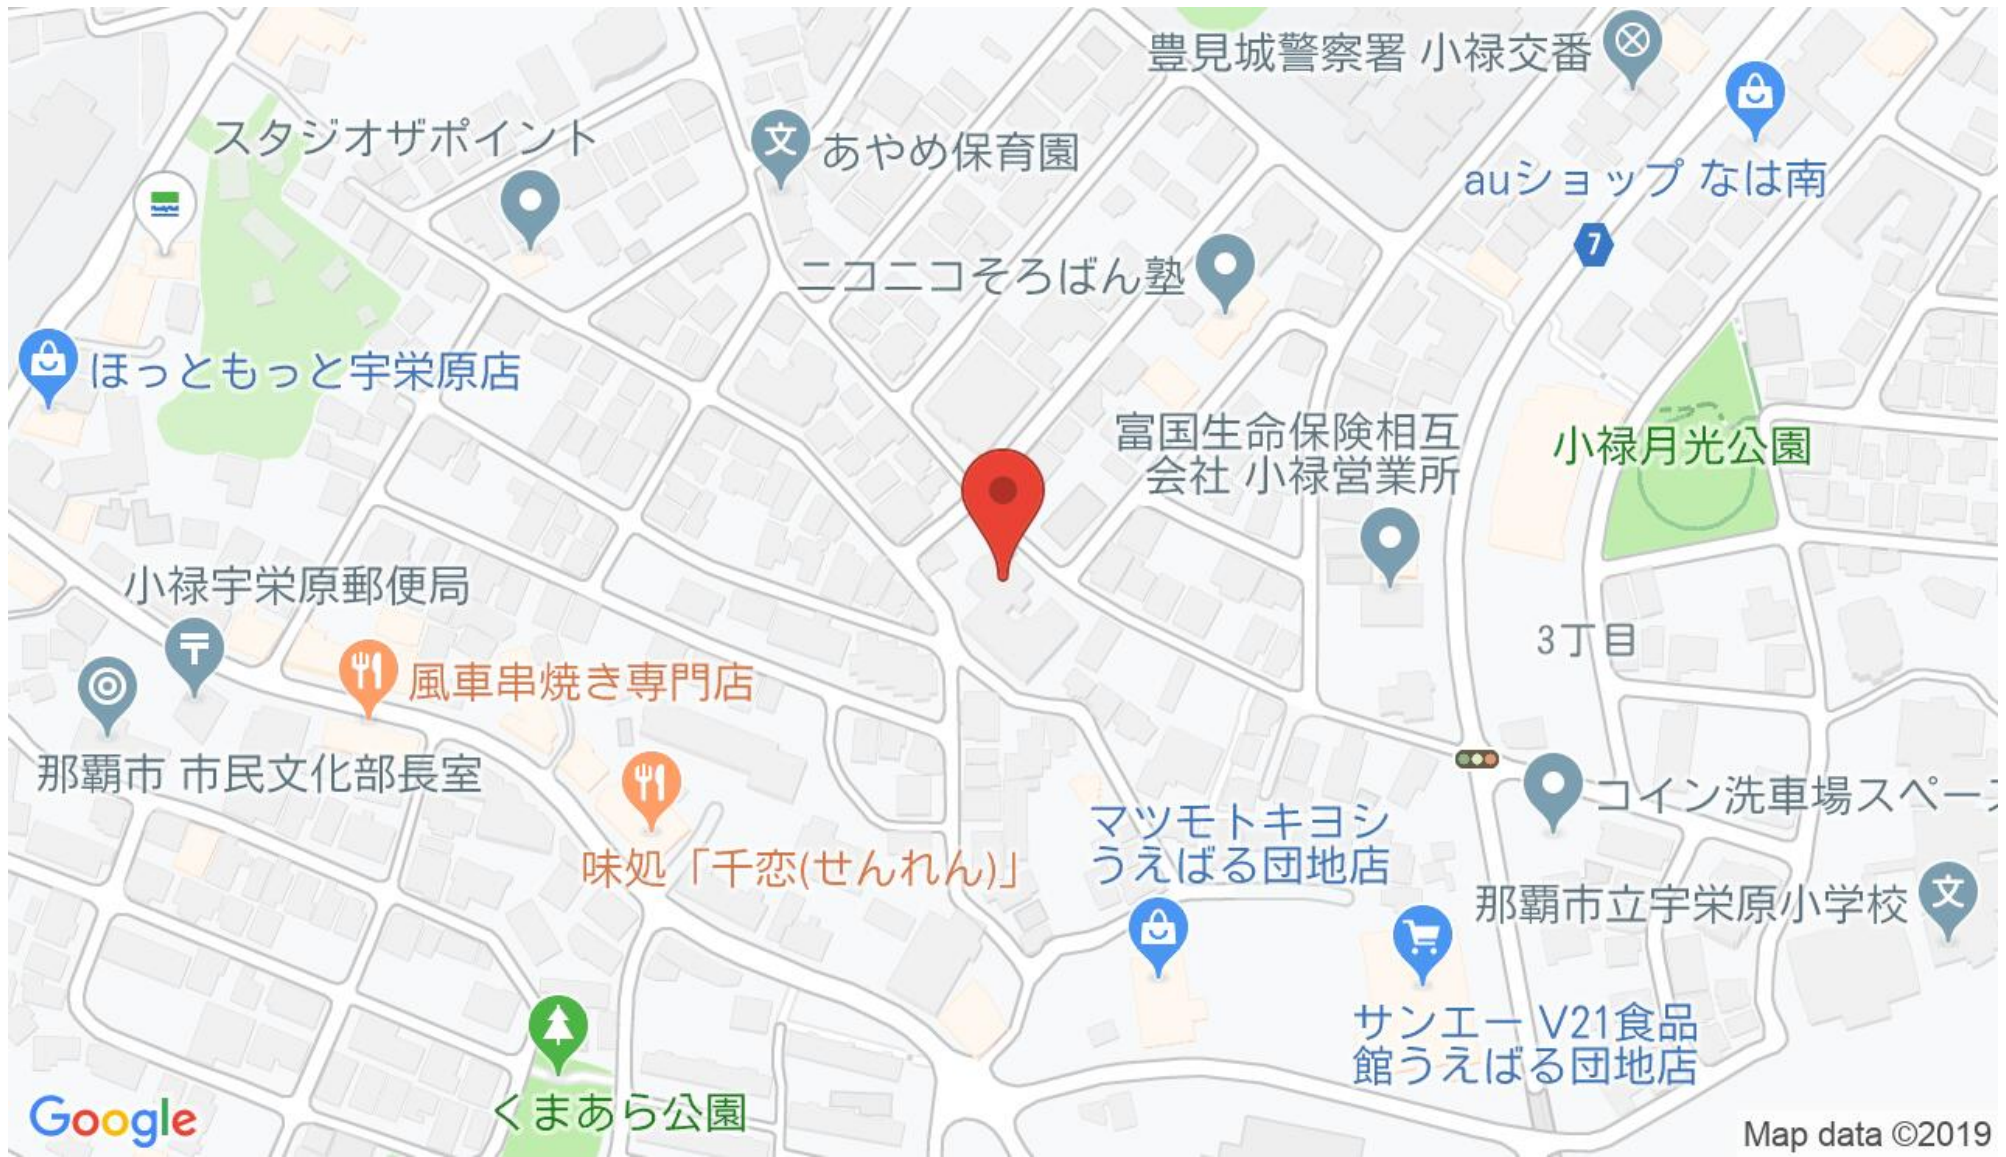 豊見城警察署 小禄交番
スタジオザポイント
あやめ保育園
auショップ なは南
7
ニコニコそろばん塾
ほっともっと宇栄原店
富国生命保険相互
会社 小禄営業所
小禄月光公園
小禄宇栄原郵便局
3丁目
風車串焼き専門店
那覇市 市民文化部長室
コイン洗車場スペース
マツモトキヨシ
うえばる団地店
味処「千恋(せんれん)」
那覇市立宇栄原小学校
サンエー V21食品
館うえばる団地店
くまあら公園
Google
Map data ©2019